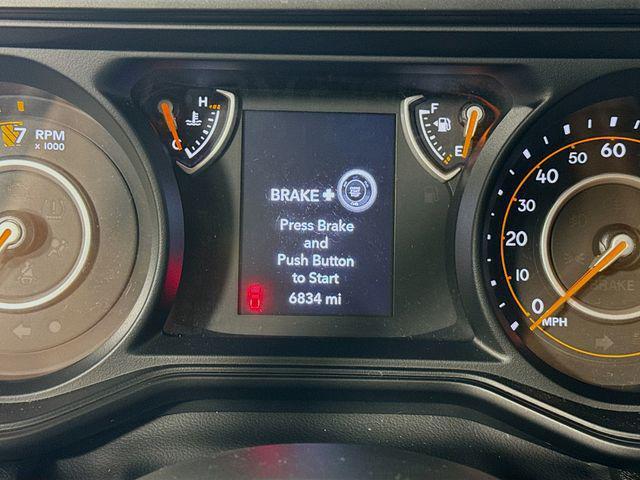 H
C
F
E
7
RPM
x 1000
BRAKE+
Press Brake
and
Push Button
to Start
6834 mi
0
10
20
30
40
50
60
MPH
BRAKE